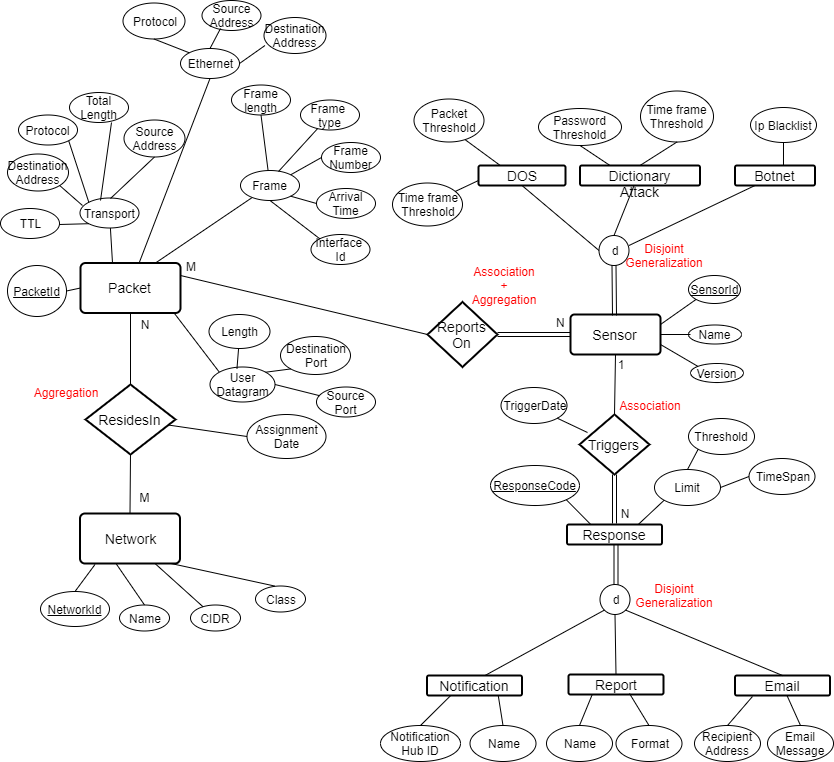 Protocol
Source
Address
Destination
Address
Ethernet
Total
Length
Protocol
Source
Address
Destination
Address
TTL
Transport
Frame
length
Frame
type
Frame
Number
Frame
Arrival
Time
Interface
Id
PacketId
Packet
M
N
Length
Destination
Port
User
Datagram
Source
Port
Aggregation
ResidesIn
Assignment
Date
M
Network
NetworkId
Name
CIDR
Class
Packet
Threshold
Password
Threshold
Time frame
Threshold
Ip Blacklist
DOS
Dictionary
Attack
Botnet
Time frame
Threshold
d
Disjoint
Generalization
Association
+
Aggregation
Reports
On
N
Sensor
SensorId
Name
Version
1
TriggerDate
Association
Triggers
Threshold
ResponseCode
Limit
TimeSpan
N
Response
d
Disjoint
Generalization
Notification
Report
Email
Notification
Hub ID
Name
Name
Format
Recipient
Address
Email
Message